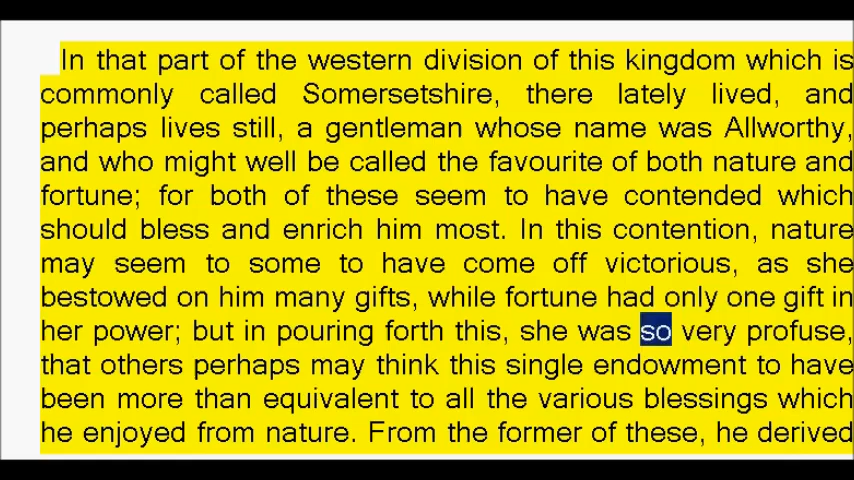 In that part of the western division of this kingdom which is
commonly called Somersetshire, there lately lived, and
perhaps lives still, a gentleman whose name was Allworthy,
and who might well be called the favourite of both nature and
fortune; for both of these seem to have contended which
should bless and enrich him most. In this contention, nature
may seem to some to have come off victorious, as she
bestowed on him many gifts, while fortune had only one gift in
her power; but in pouring forth this, she was so very profuse,
that others perhaps may think this single endowment to have
been more than equivalent to all the various blessings which
he enjoyed from nature. From the former of these, he derived